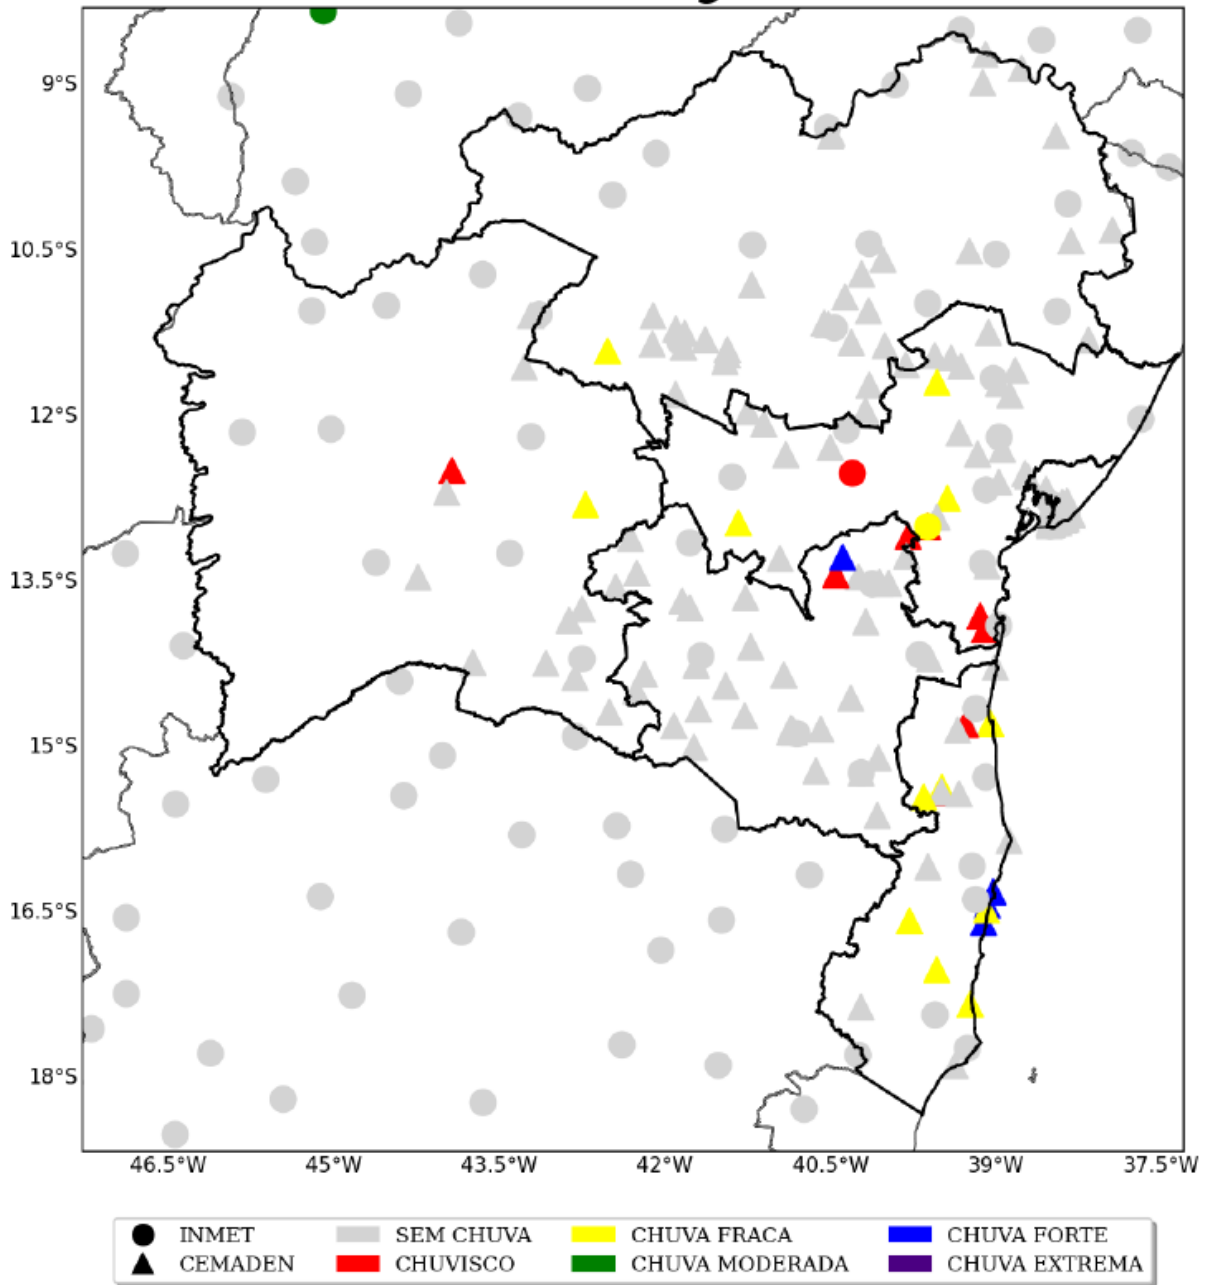 9°S
10.5°S
12°S
13.5°S
15°S
16.5°S
18°S
46.5°W 45°W 43.5°W 42°W 40.5°W 39°W 37.5°W
INMET SEM CHUVA CHUVA FRACA CHUVA FORTE
CEMADEN CHUVISCO CHUVA MODERADA CHUVA EXTREMA